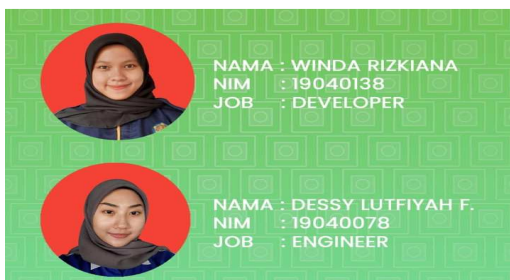 NAMA : WINDA RIZKIANA
NIM : 19040138
JOB : DEVELOPER
NAMA : DESSY LUTFIYAH F.
NIM : 19040078
JOB : ENGINEER